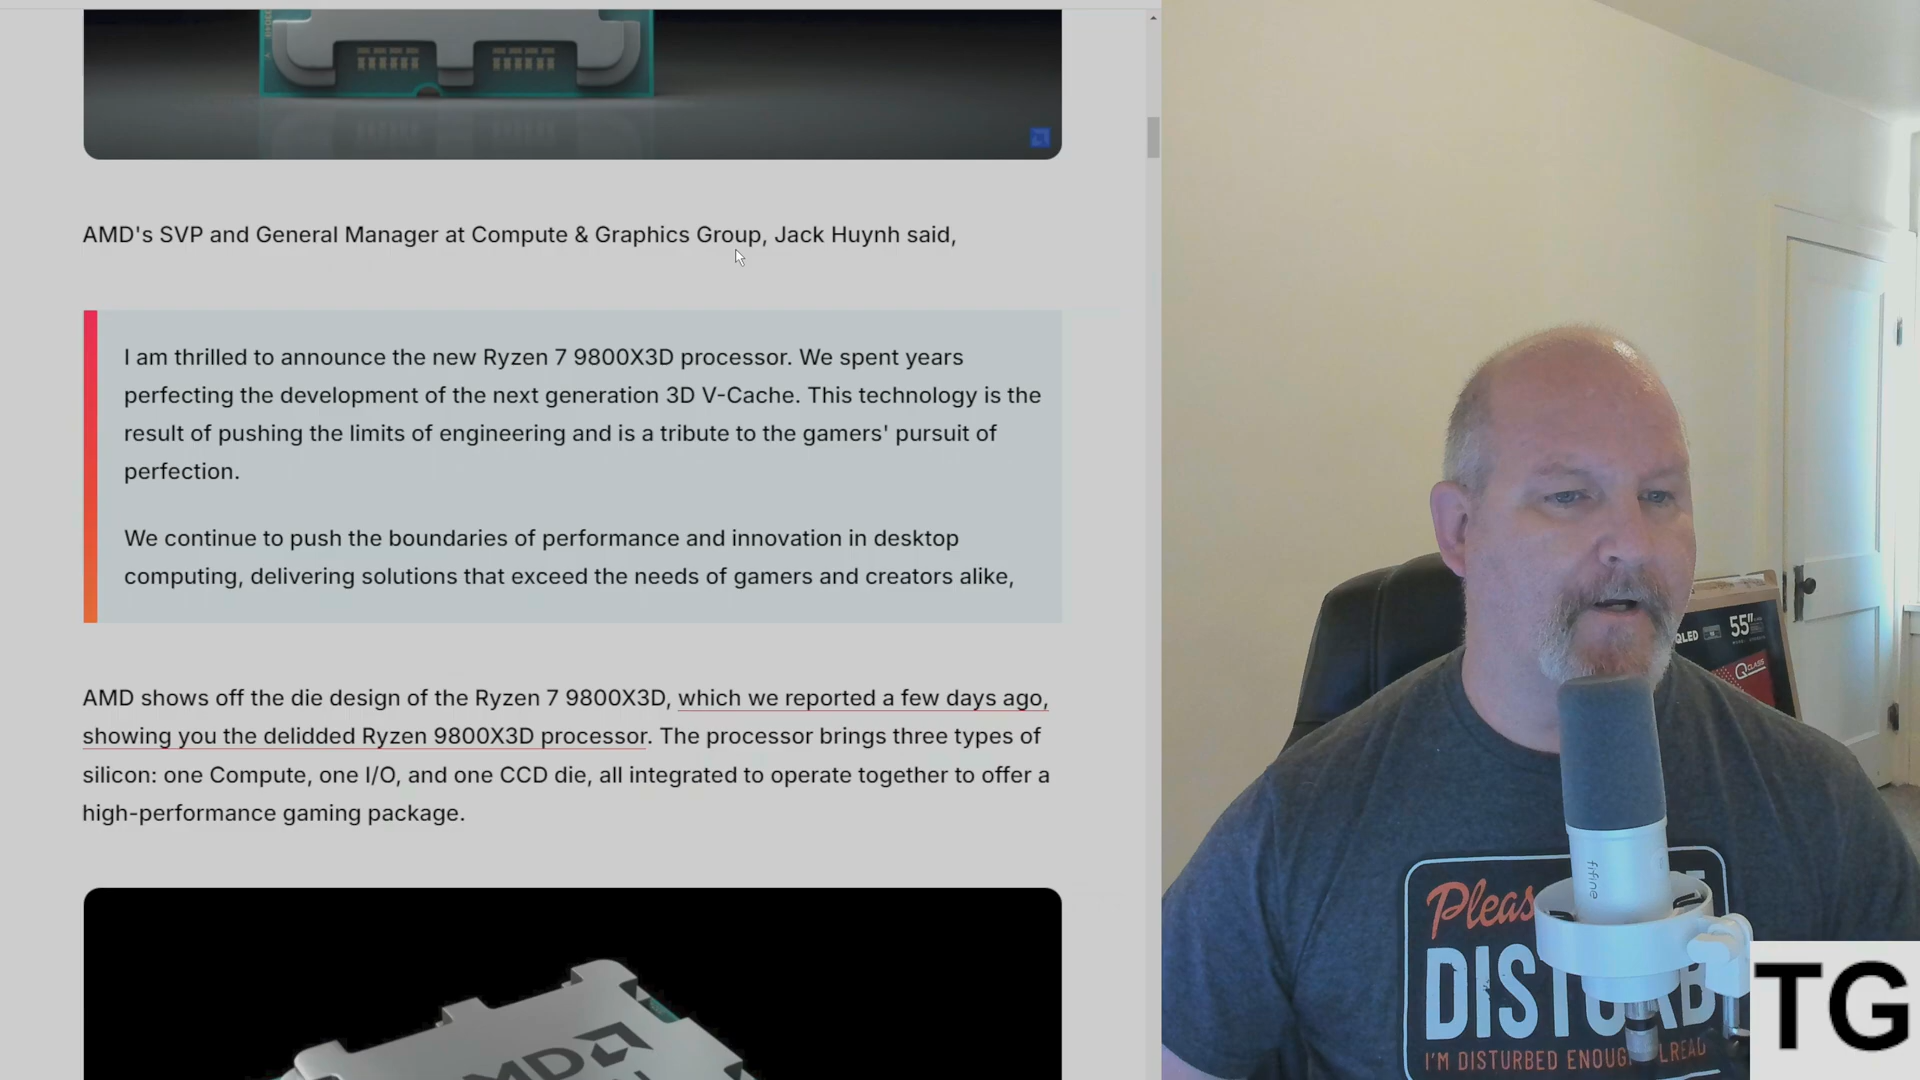 AMD's SVP and General Manager at Compute & Graphics Group, Jack Huynh said,
I am thrilled to announce the new Ryzen 7 9800X3D processor. We spent years
perfecting the development of the next generation 3D V-Cache. This technology is the
result of pushing the limits of engineering and is a tribute to the gamers' pursuit of
perfection.
We continue to push the boundaries of performance and innovation in desktop
computing, delivering solutions that exceed the needs of gamers and creators alike,
AMD shows off the die design of the Ryzen 7 9800X3D, which we reported a few days ago,
showing you the delidded Ryzen 9800X3D processor. The processor brings three types of
silicon: one Compute, one I/O, and one CCD die, all integrated to operate together to offer a
high-performance gaming package.
AMD
QLED
55"
Q CLASS
fifine
DISTURB
I'M DISTURBED
TG